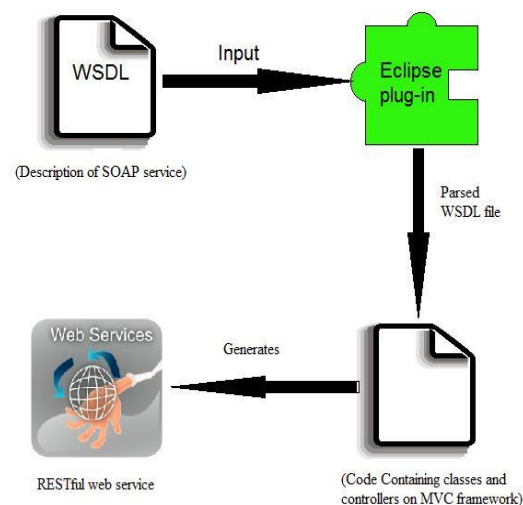 WSDL
Input
Eclipse
plug-in
(Description of SOAP service)
Parsed
WSDL file
Web Services
Generates
RESTful web service
(Code Containing classes and
controllers on MVC framework)